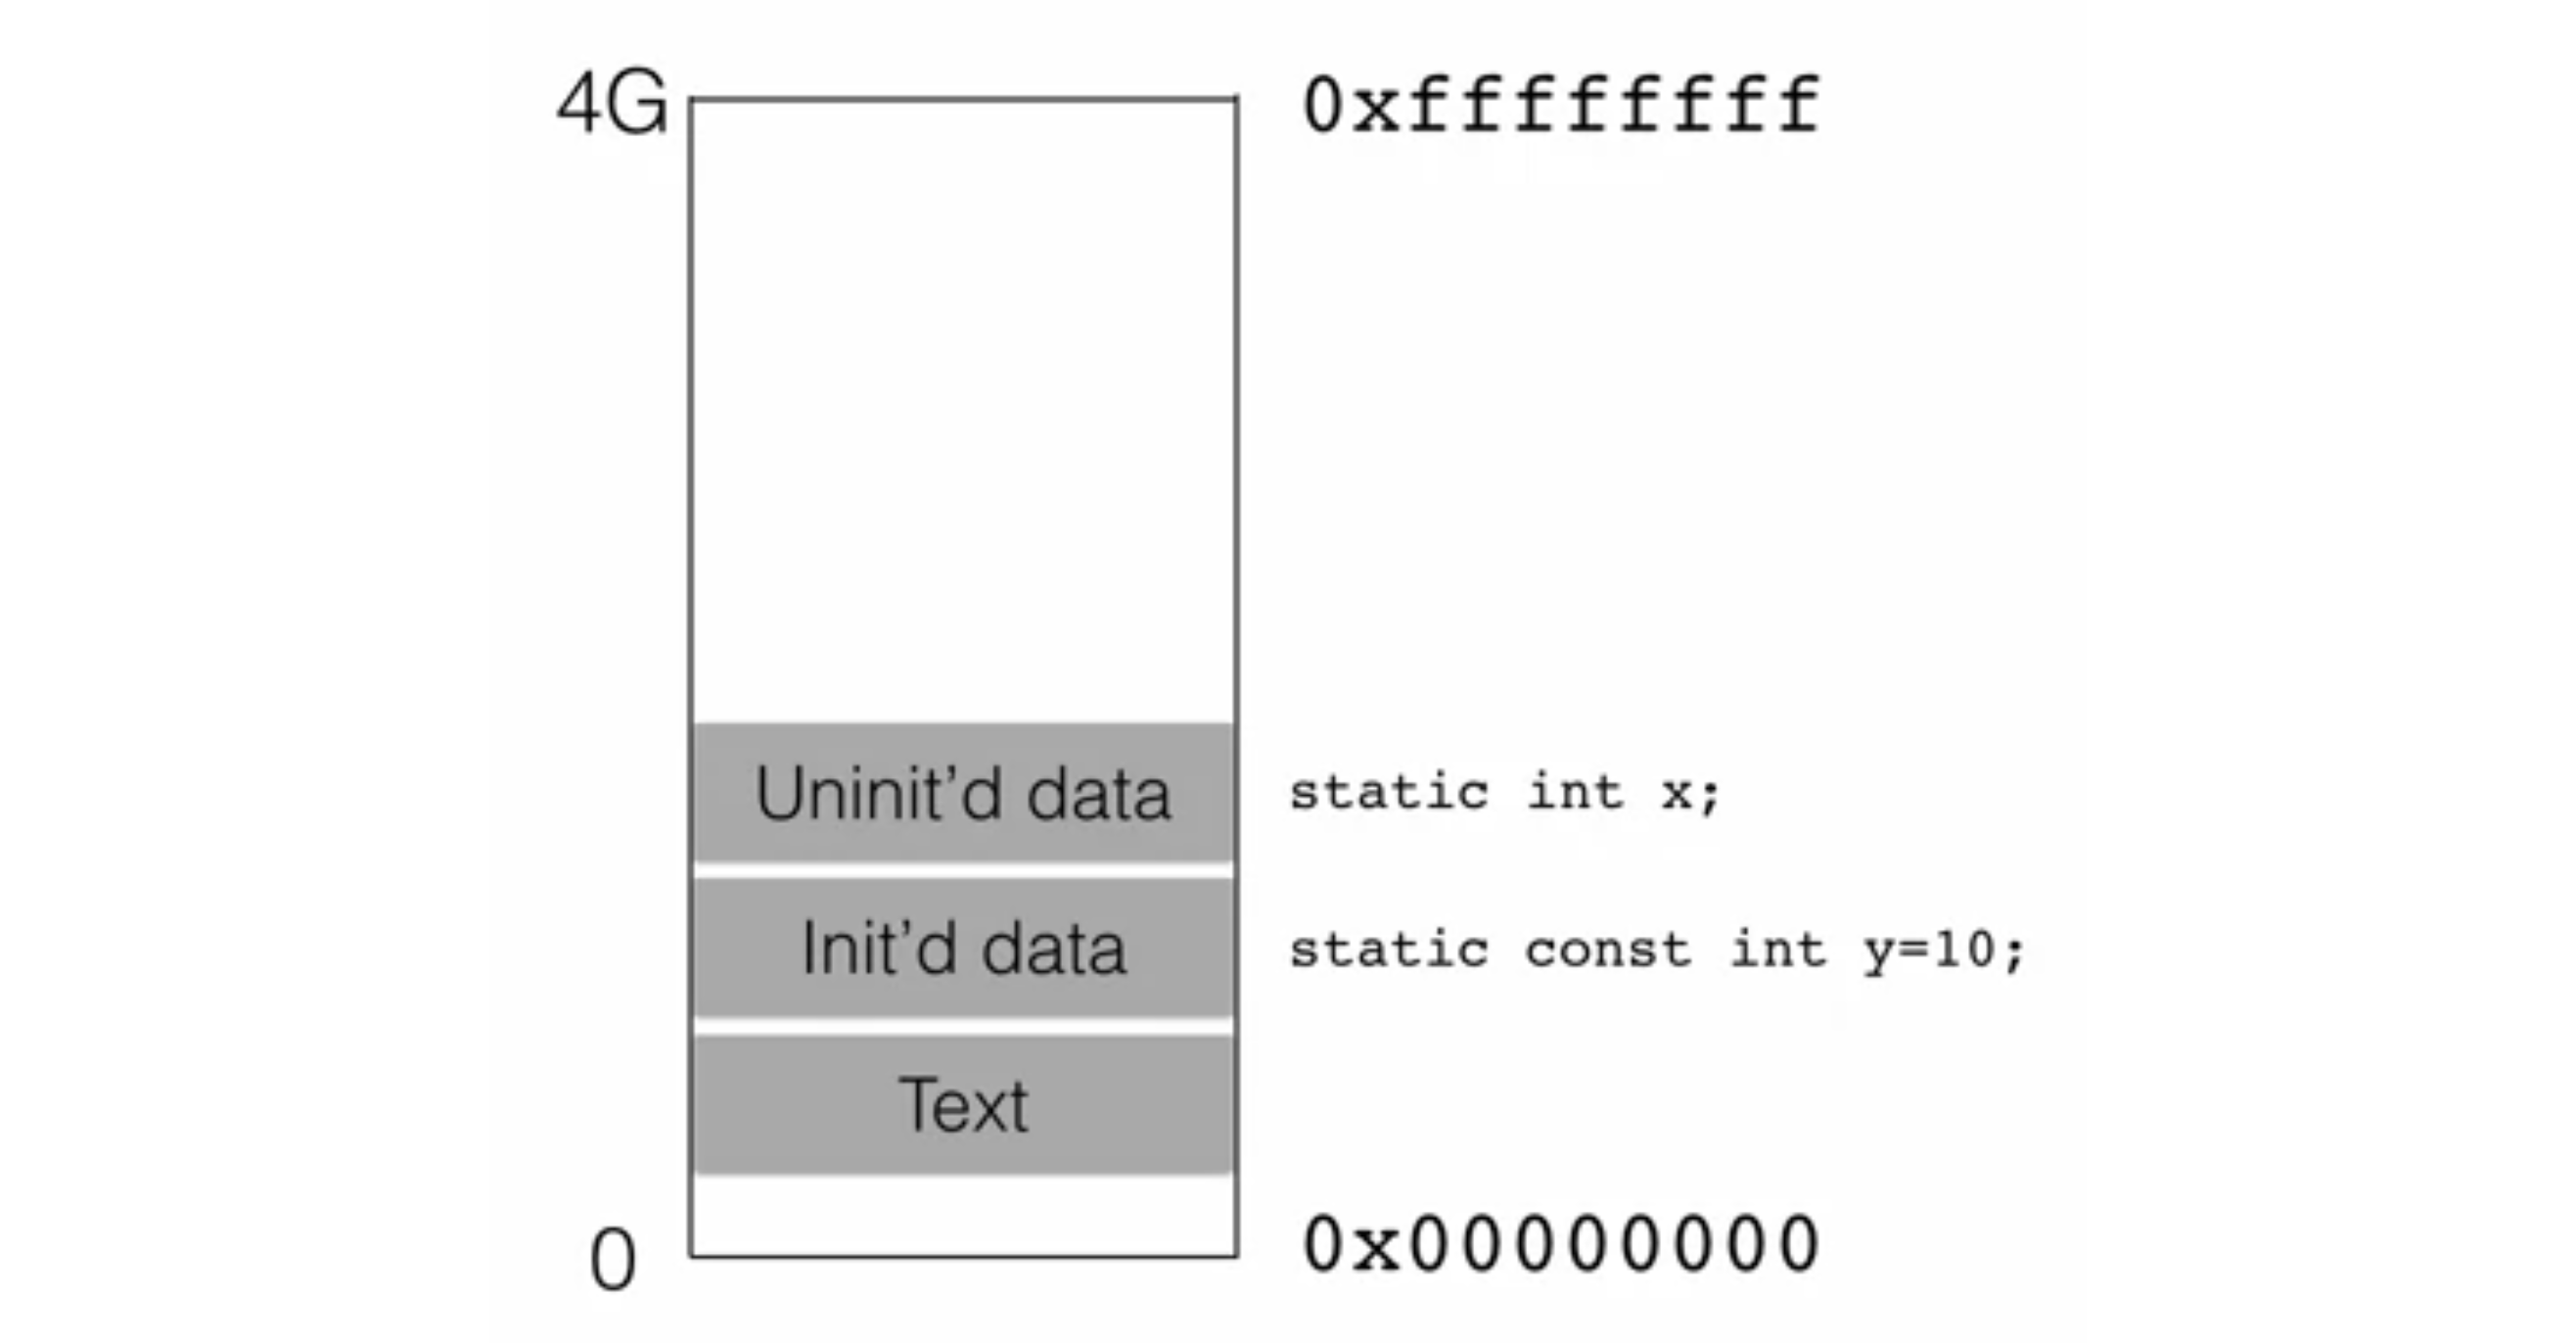 4G 0xffffffff
Uninit’d data static int x;
Init’d data static const int y=10;
Text
0 0x00000000